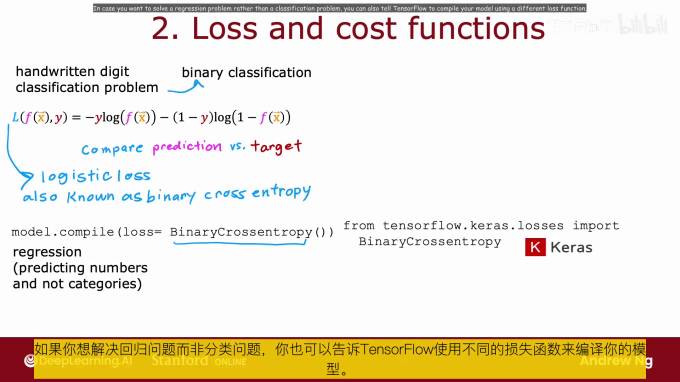 In case you want to solve a regression problem rather than a classification problem, you can also tell TensorFlow to compile your model using a different loss function.
2. Loss and cost functions
bilibili
handwritten digit
classification problem
binary classification
L(f(x⃗), y) = −ylog(f(x⃗)) − (1 − y)log(1 − f(x⃗))
compare prediction vs. target
logistic loss
also known as binary cross entropy
model.compile(loss= BinaryCrossentropy())
from tensorflow.keras.losses import
BinaryCrossentropy
K Keras
regression
(predicting numbers
and not categories)
DeepLearning.AI
Stanford ONLINE
Andrew Ng
如果你想解决回归问题而非分类问题，你也可以告诉TensorFlow使用不同的损失函数来编译你的模
型。